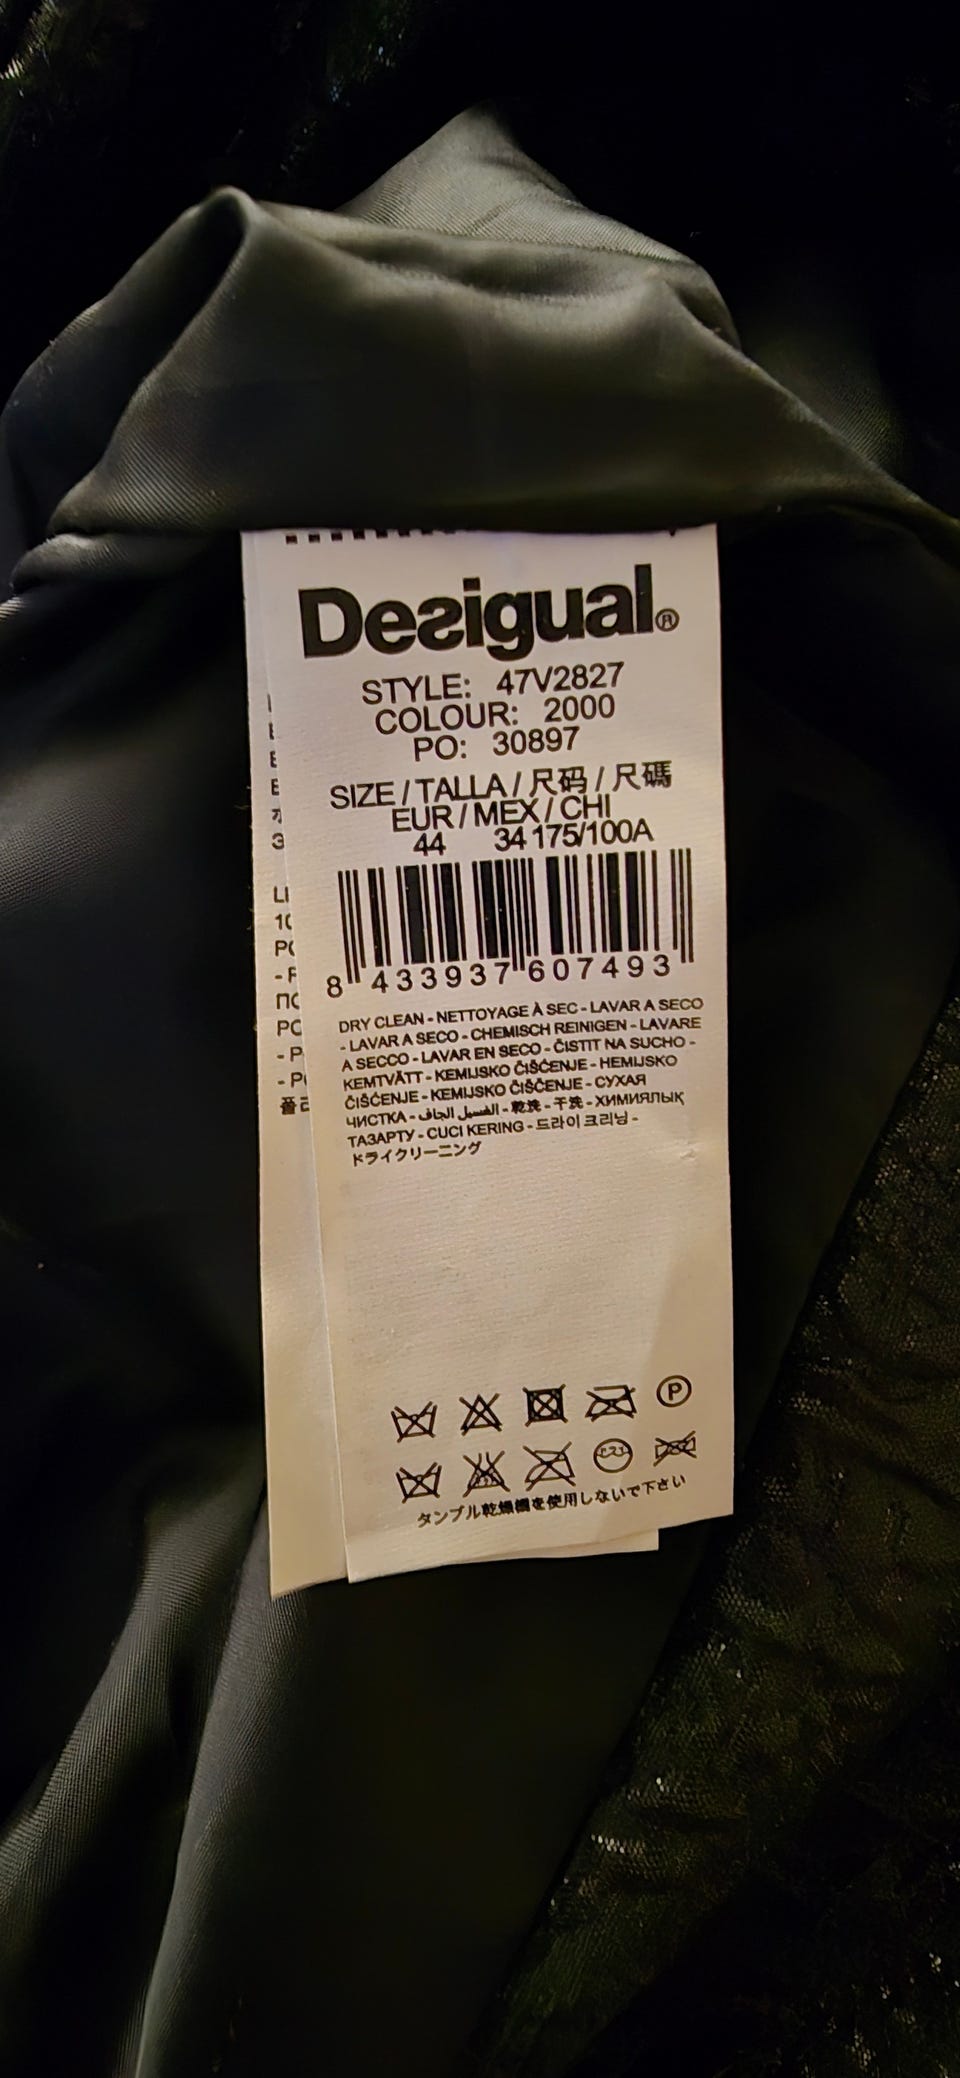 Desigual®
STYLE: 47V2827
COLOUR: 2000
PO: 30897
SIZE / TALLA / 尺码 / 尺碼
EUR / MEX / CHI
44 34 175/100A
8 433937 607493
DRY CLEAN - NETTOYAGE À SEC - LAVAR A SECO
- LAVAR A SECO - CHEMISCH REINIGEN - LAVARE
A SECCO - LAVAR EN SECO - ČISTIT NA SUCHO -
KEMTVÄTT - KEMIJSKO ČIŠĆENJE - HEMIJSKO
ČIŠĆENJE - KEMIJSKO ČIŠČENJE - СУХАЯ
ЧИСТКА - الغسيل الجاف - 乾洗 - 干洗 - ХИМИЯЛЫҚ
ТАЗАРТУ - CUCI KERING - 드라이 크리닝 -
ドライクリーニング
P
タンブル乾燥機を使用しないで下さい